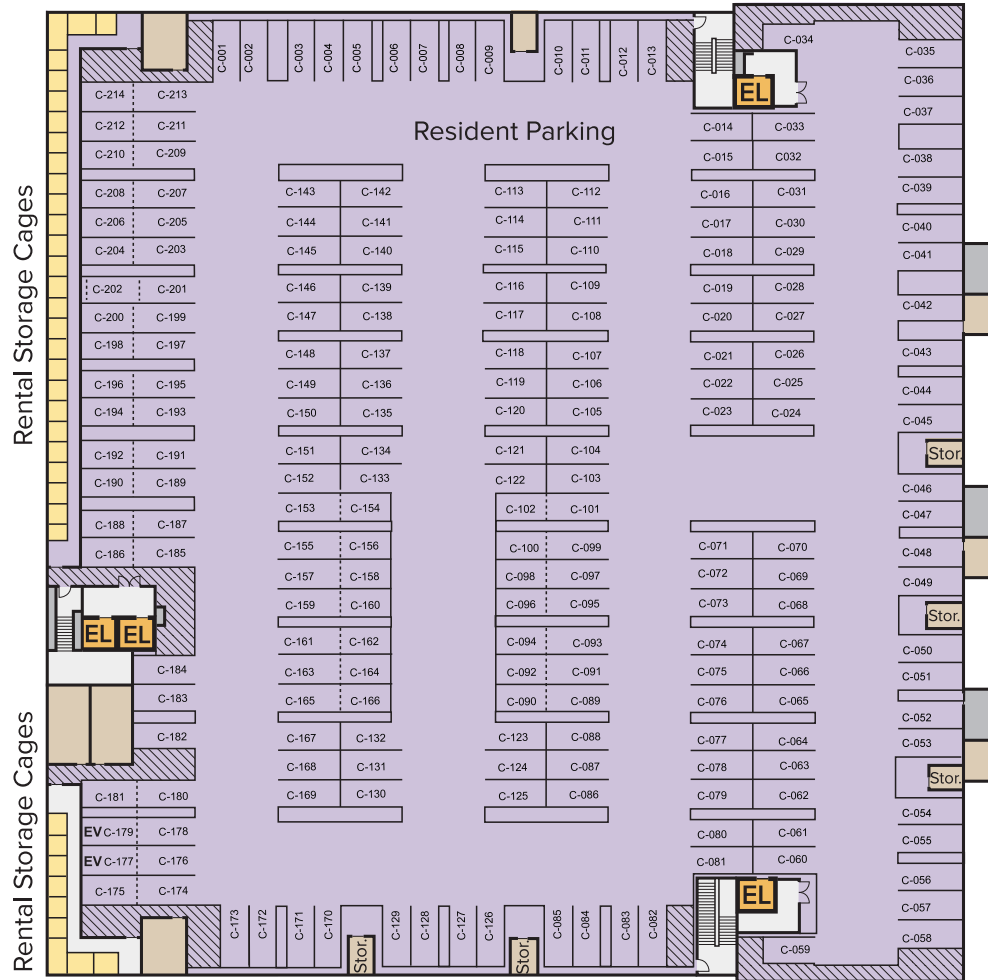 C-001
C-002
C-003
C-004
C-005
C-006
C-007
C-008
C-009
C-010
C-011
C-012
C-013
C-034
C-035
C-036
C-037
C-038
C-039
C-040
C-041
C-042
C-043
C-044
C-045
Stor.
C-046
C-047
C-048
C-049
Stor.
C-050
C-051
C-052
C-053
Stor.
C-054
C-055
C-056
C-057
C-058
Resident Parking
EL
C-014 C-033
C-015 C032
C-016 C-031
C-017 C-030
C-018 C-029
C-019 C-028
C-020 C-027
C-021 C-026
C-022 C-025
C-023 C-024
C-071 C-070
C-072 C-069
C-073 C-068
C-074 C-067
C-075 C-066
C-076 C-065
C-077 C-064
C-078 C-063
C-079 C-062
C-080 C-061
C-081 C-060
EL
C-059
C-113 C-112
C-114 C-111
C-115 C-110
C-116 C-109
C-117 C-108
C-118 C-107
C-119 C-106
C-120 C-105
C-121 C-104
C-122 C-103
C-102 C-101
C-100 C-099
C-098 C-097
C-096 C-095
C-094 C-093
C-092 C-091
C-090 C-089
C-123 C-088
C-124 C-087
C-125 C-086
C-143 C-142
C-144 C-141
C-145 C-140
C-146 C-139
C-147 C-138
C-148 C-137
C-149 C-136
C-150 C-135
C-151 C-134
C-152 C-133
C-153 C-154
C-155 C-156
C-157 C-158
C-159 C-160
C-161 C-162
C-163 C-164
C-165 C-166
C-167 C-132
C-168 C-131
C-169 C-130
Rental Storage Cages
C-214 C-213
C-212 C-211
C-210 C-209
C-208 C-207
C-206 C-205
C-204 C-203
C-202 C-201
C-200 C-199
C-198 C-197
C-196 C-195
C-194 C-193
C-192 C-191
C-190 C-189
C-188 C-187
C-186 C-185
EL EL
C-184
C-183
C-182
Rental Storage Cages
C-181 C-180
EV C-179 C-178
EV C-177 C-176
C-175 C-174
C-173
C-172
C-171
C-170
Stor.
C-129
C-128
C-127
C-126
Stor.
C-085
C-084
C-083
C-082